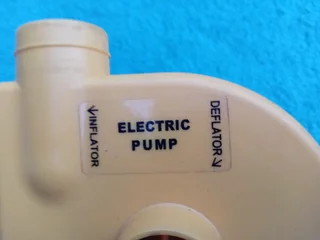 ↙INFLATOR
ELECTRIC
PUMP
DEFLATOR↘